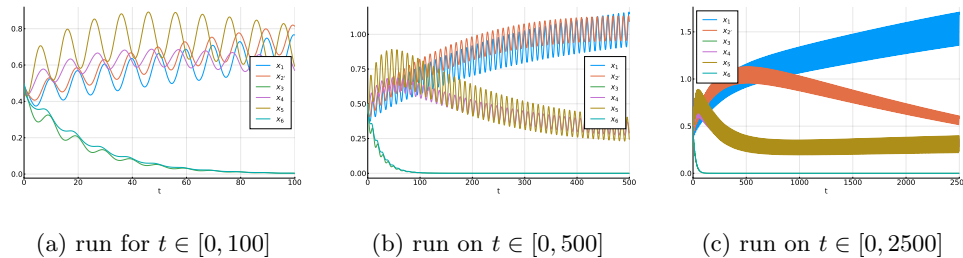 0.8
0.6
0.4
0.2
0.0
0 20 40 60 80 100
t
x₁
x₂'
x₃
x₄
x₅
x₆
1.00
0.75
0.50
0.25
0.00
0 100 200 300 400 500
t
x₁
x₂'
x₃
x₄
x₅
x₆
1.5
1.0
0.5
0.0
0 500 1000 1500 2000 250
t
x₁
x₂'
x₃
x₄
x₅
x₆
(a) run for t ∈ [0, 100]
(b) run on t ∈ [0, 500]
(c) run on t ∈ [0, 2500]